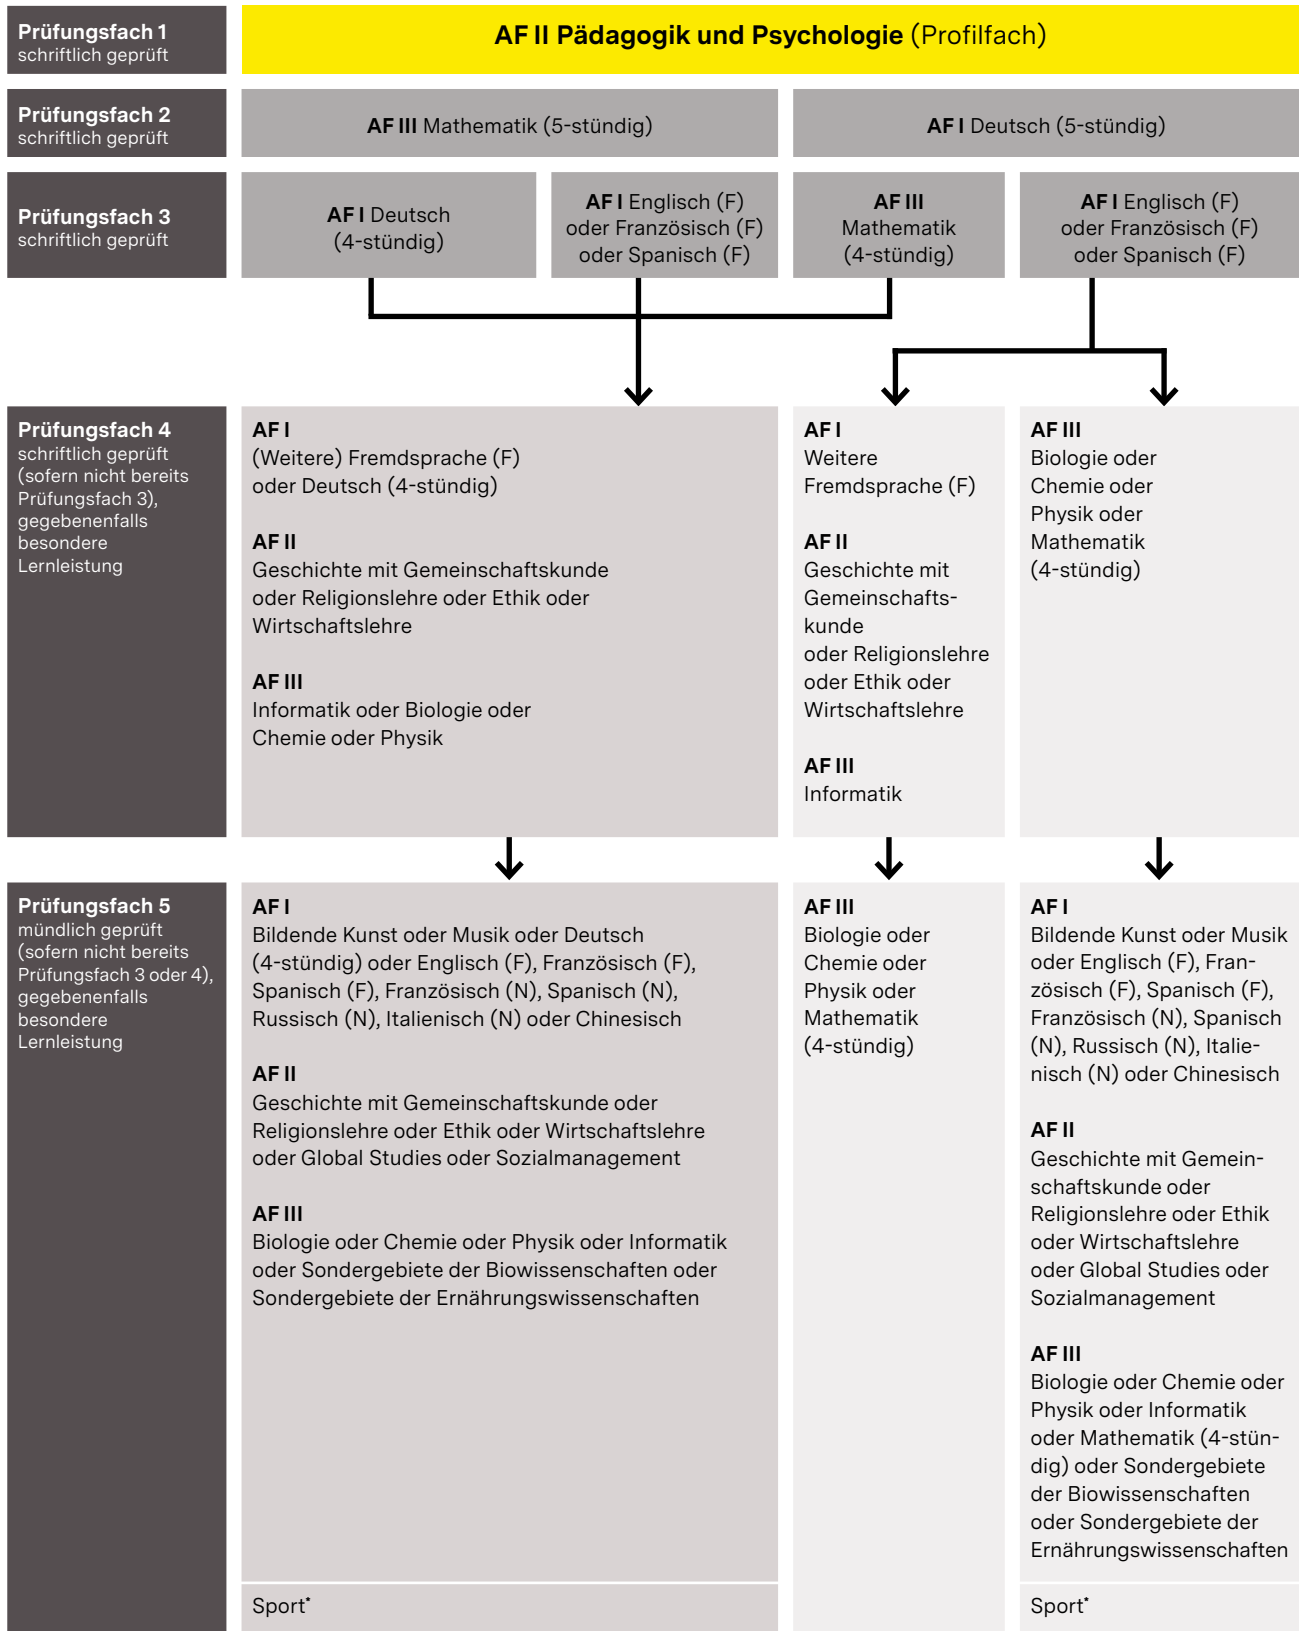 Prüfungsfach 1
schriftlich geprüft
AF II Pädagogik und Psychologie (Profilfach)
Prüfungsfach 2
schriftlich geprüft
AF III Mathematik (5-stündig)
AF I Deutsch (5-stündig)
Prüfungsfach 3
schriftlich geprüft
AF I Deutsch
(4-stündig)
AF I Englisch (F)
oder Französisch (F)
oder Spanisch (F)
AF III
Mathematik
(4-stündig)
AF I Englisch (F)
oder Französisch (F)
oder Spanisch (F)
Prüfungsfach 4
schriftlich geprüft
(sofern nicht bereits
Prüfungsfach 3),
gegebenenfalls
besondere
Lernleistung
AF I
(Weitere) Fremdsprache (F)
oder Deutsch (4-stündig)
AF II
Geschichte mit Gemeinschaftskunde
oder Religionslehre oder Ethik oder
Wirtschaftslehre
AF III
Informatik oder Biologie oder
Chemie oder Physik
AF I
Weitere
Fremdsprache (F)
AF II
Geschichte mit
Gemeinschafts-
kunde
oder Religionslehre
oder Ethik oder
Wirtschaftslehre
AF III
Informatik
AF III
Biologie oder
Chemie oder
Physik oder
Mathematik
(4-stündig)
Prüfungsfach 5
mündlich geprüft
(sofern nicht bereits
Prüfungsfach 3 oder 4),
gegebenenfalls
besondere
Lernleistung
AF I
Bildende Kunst oder Musik oder Deutsch
(4-stündig) oder Englisch (F), Französisch (F),
Spanisch (F), Französisch (N), Spanisch (N),
Russisch (N), Italienisch (N) oder Chinesisch
AF II
Geschichte mit Gemeinschaftskunde oder
Religionslehre oder Ethik oder Wirtschaftslehre
oder Global Studies oder Sozialmanagement
AF III
Biologie oder Chemie oder Physik oder Informatik
oder Sondergebiete der Biowissenschaften oder
Sondergebiete der Ernährungswissenschaften
Sport*
AF III
Biologie oder
Chemie oder
Physik oder
Mathematik
(4-stündig)
AF I
Bildende Kunst oder Musik
oder Englisch (F), Fran-
zösisch (F), Spanisch (F),
Französisch (N), Spanisch
(N), Russisch (N), Italie-
nisch (N) oder Chinesisch
AF II
Geschichte mit Gemein-
schaftskunde oder
Religionslehre oder Ethik
oder Wirtschaftslehre
oder Global Studies oder
Sozialmanagement
AF III
Biologie oder Chemie oder
Physik oder Informatik
oder Mathematik (4-stün-
dig) oder Sondergebiete
der Biowissenschaften
oder Sondergebiete der
Ernährungswissenschaften
Sport*